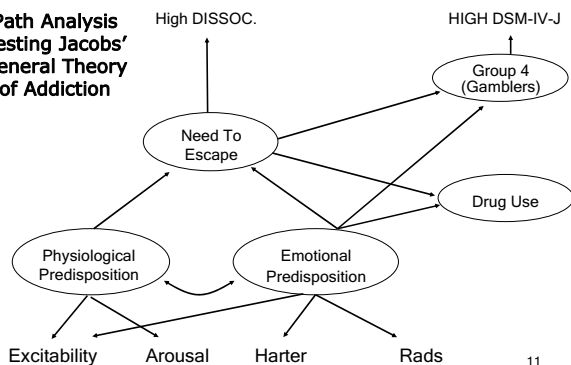 Path Analysis
esting Jacobs'
eneral Theory
of Addiction
High DISSOC.
HIGH DSM-IV-J
Group 4
(Gamblers)
Need To
Escape
Drug Use
Physiological
Predisposition
Emotional
Predisposition
Excitability
Arousal
Harter
Rads
11